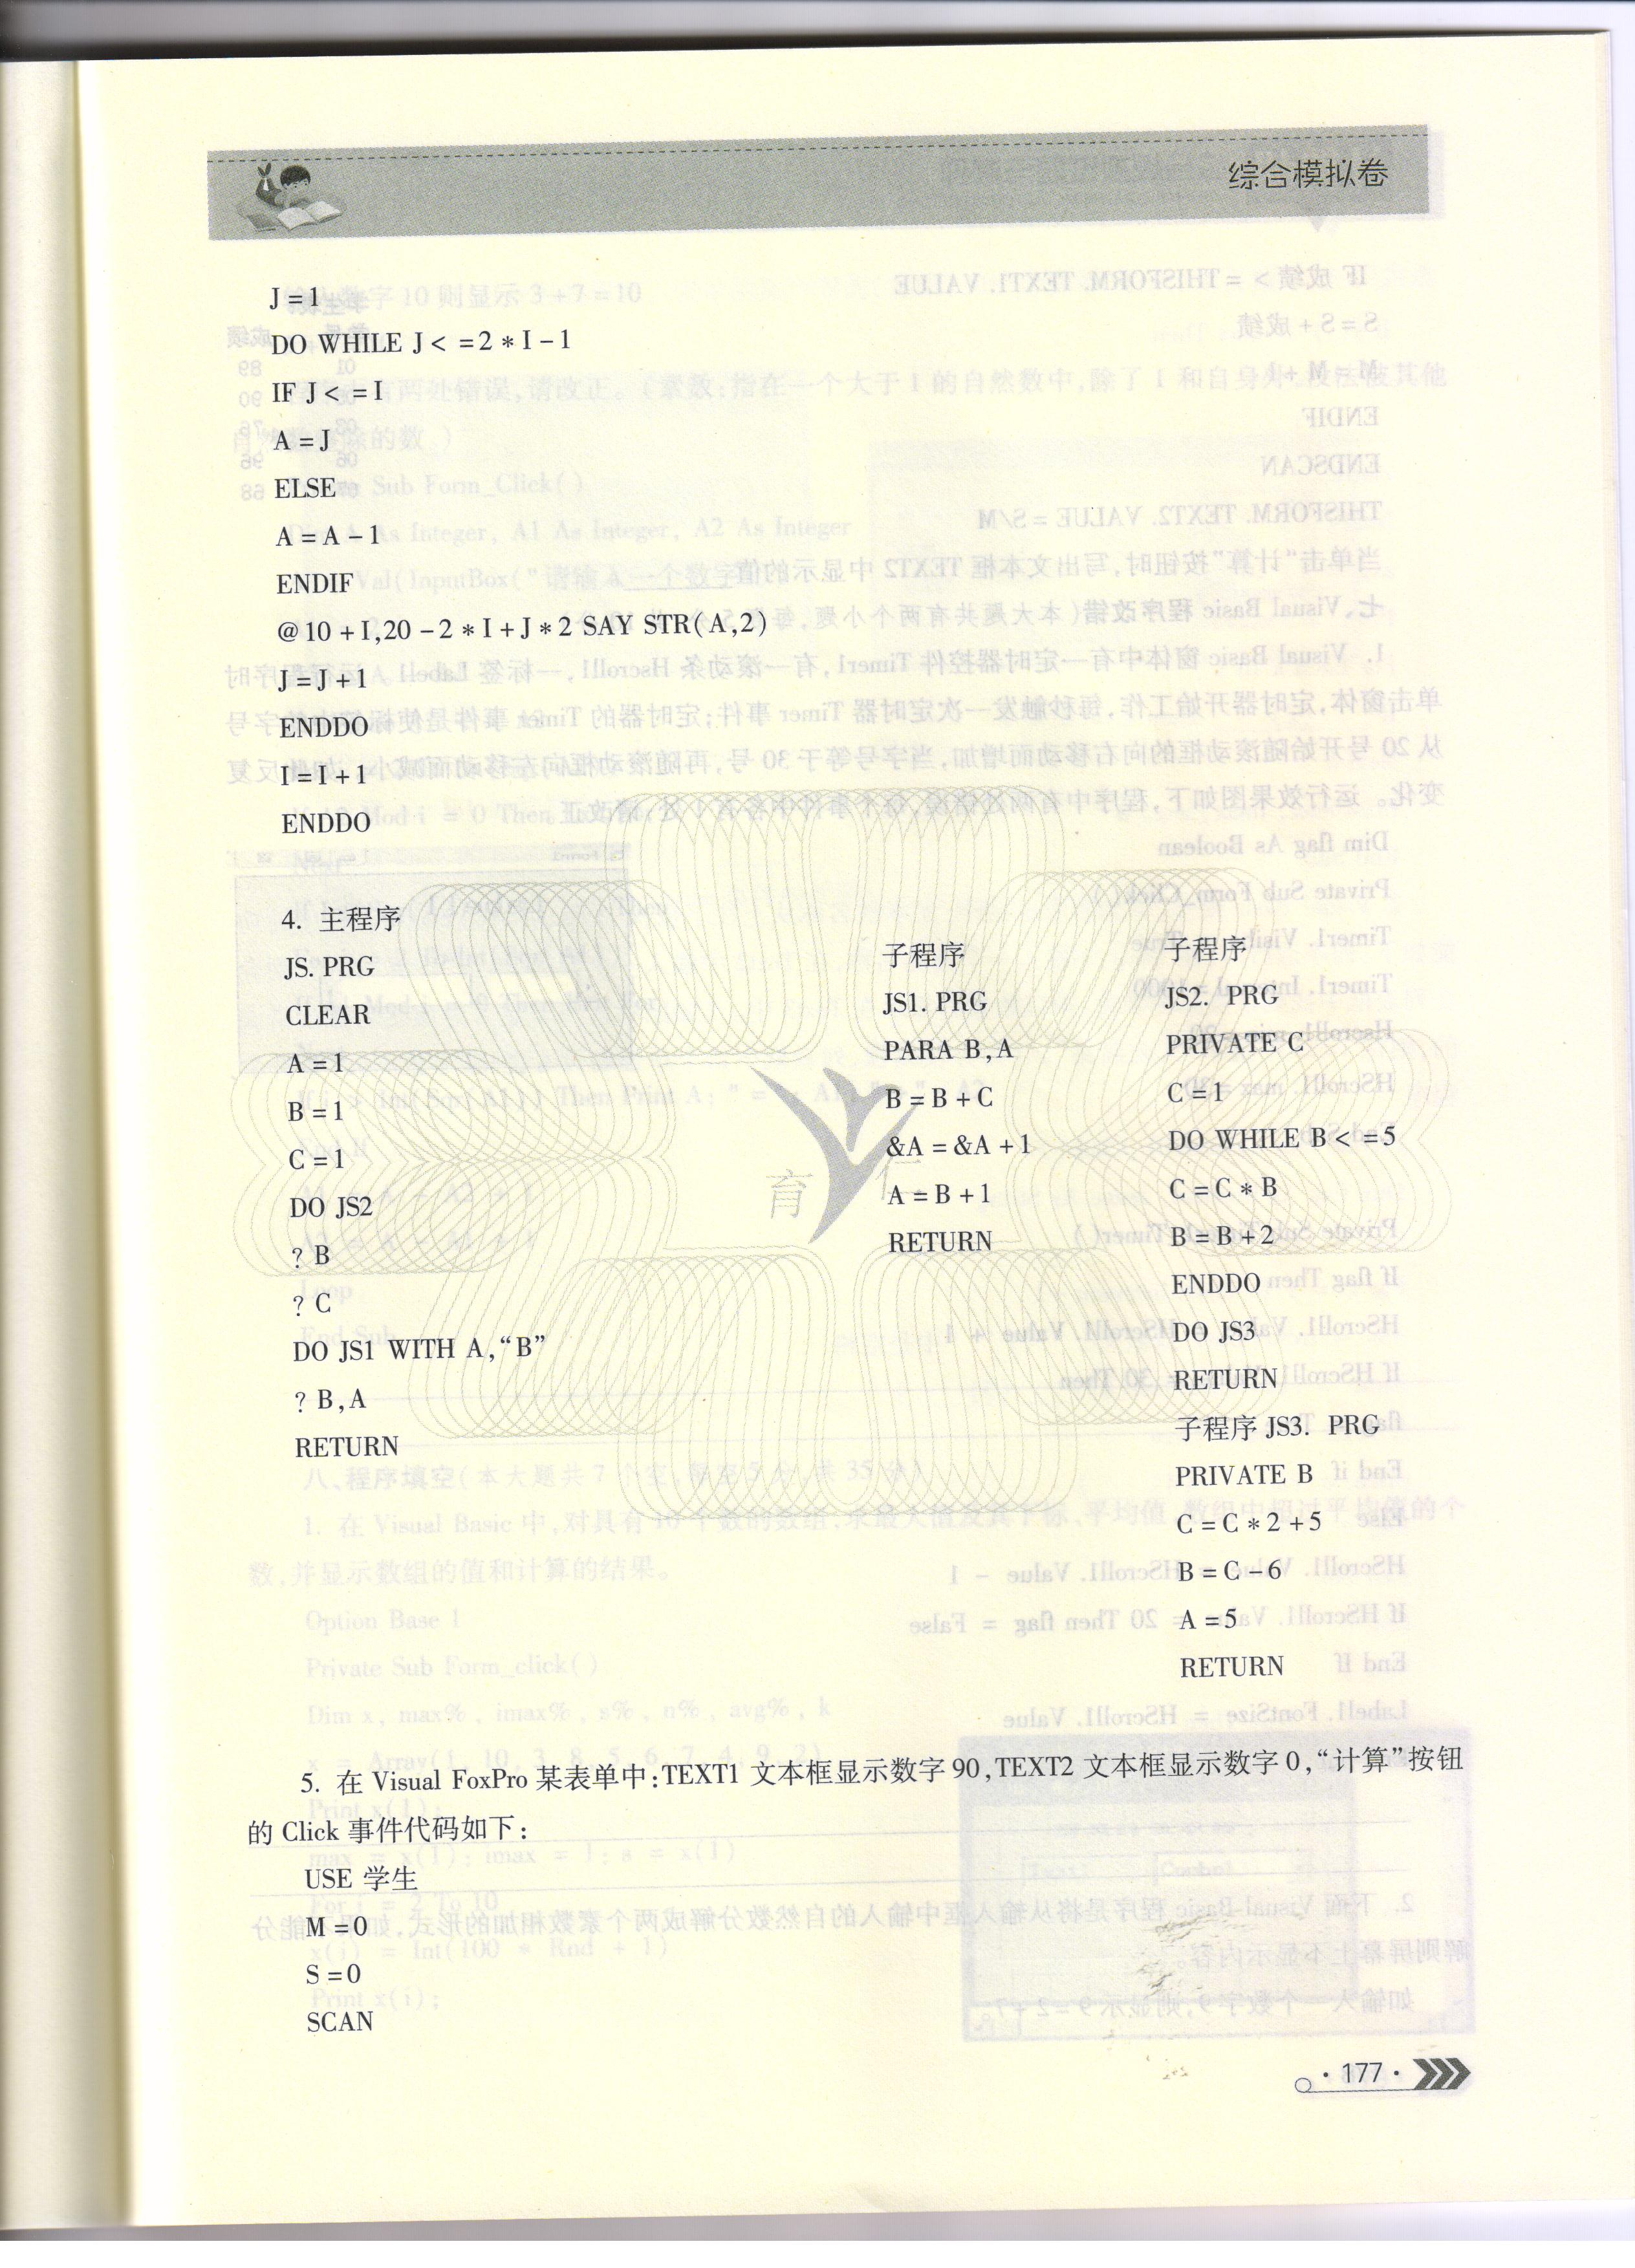 综合模拟卷
J=1
DO WHILE J<=2*I-1
IF J<=I
A=J
ELSE
A=A-1
ENDIF
@10+I,20-2*I+J*2 SAY STR(A,2)
J=J+1
ENDDO
I=I+1
ENDDO
4. 主程序
JS. PRG
CLEAR
A=1
B=1
C=1
DO JS2
? B
? C
DO JS1 WITH A,“B”
? B,A
RETURN
子程序
JS1. PRG
PARA B,A
B=B+C
&A=&A+1
A=B+1
RETURN
子程序
JS2. PRG
PRIVATE C
C=1
DO WHILE B<=5
C=C*B
B=B+2
ENDDO
DO JS3
RETURN
子程序 JS3. PRG
PRIVATE B
C=C*2+5
B=C-6
A=5
RETURN
育仁
5. 在 Visual FoxPro 某表单中:TEXT1 文本框显示数字 90,TEXT2 文本框显示数字 0,“计算”按钮
的 Click 事件代码如下:
USE 学生
M=0
S=0
SCAN
·177·